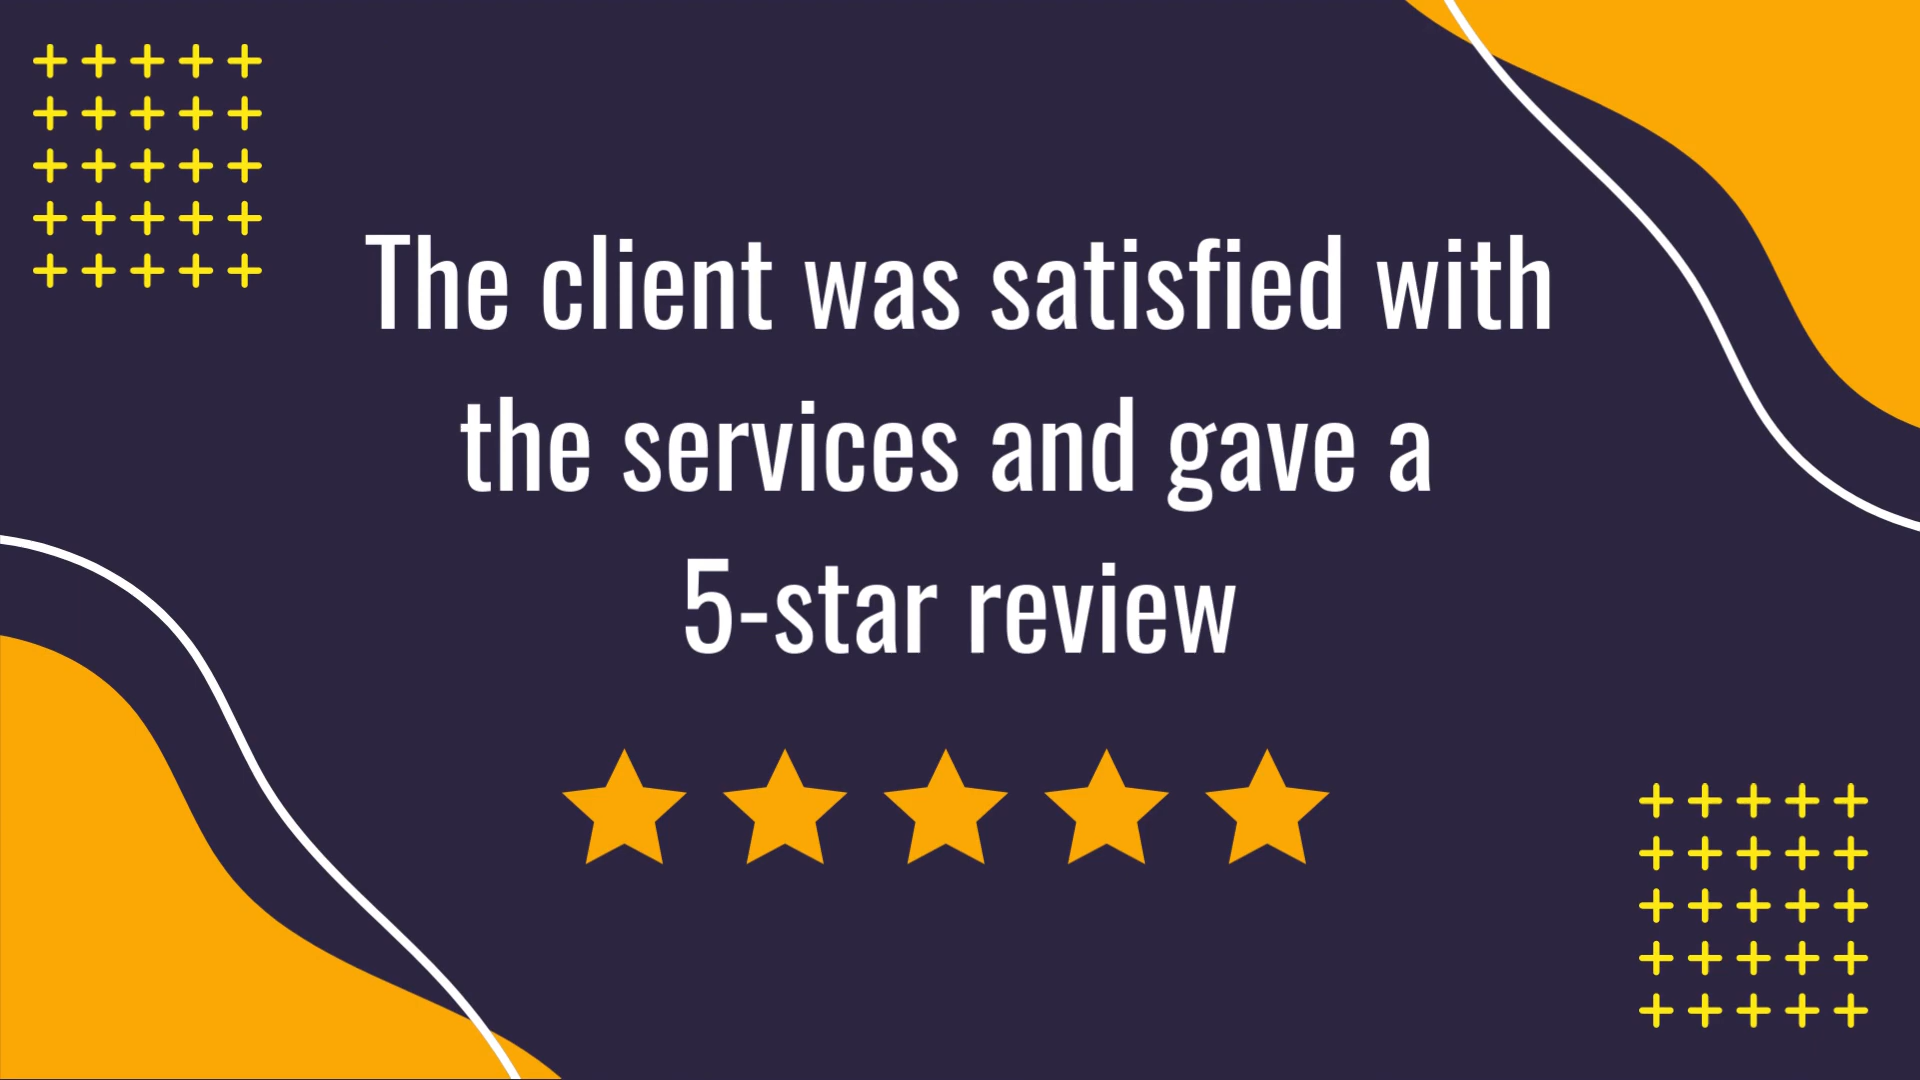 The client was satisfied with
the services and gave a
5-star review